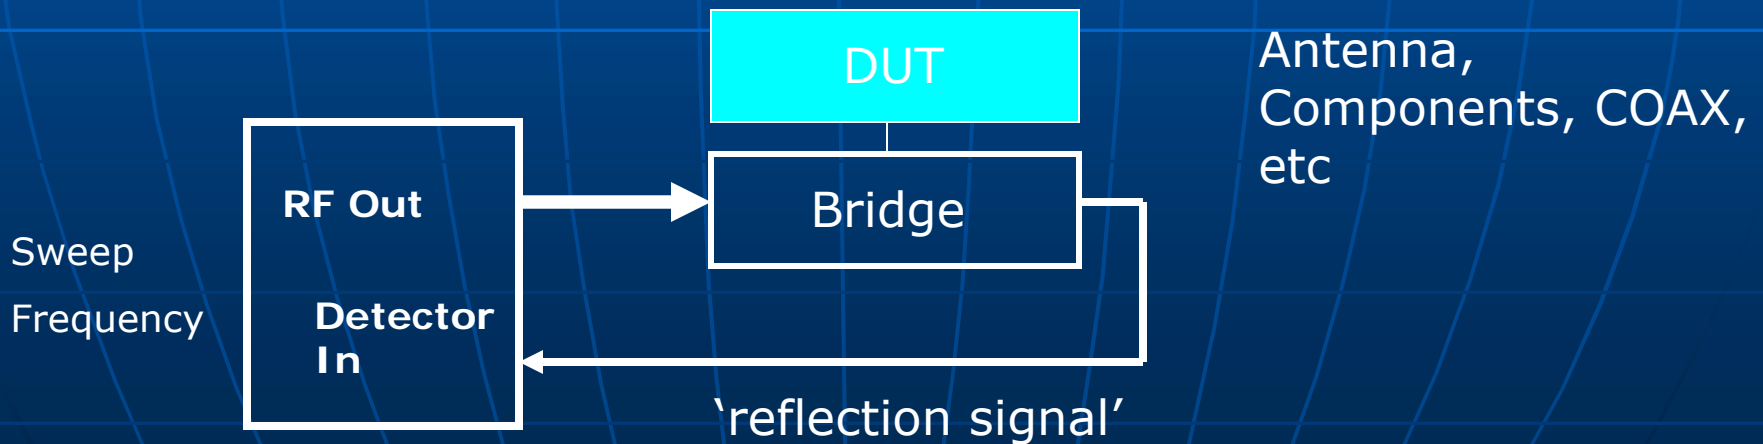 DUT
Antenna,
Components, COAX,
etc
RF Out
Bridge
Sweep
Frequency
Detector
In
‘reflection signal’